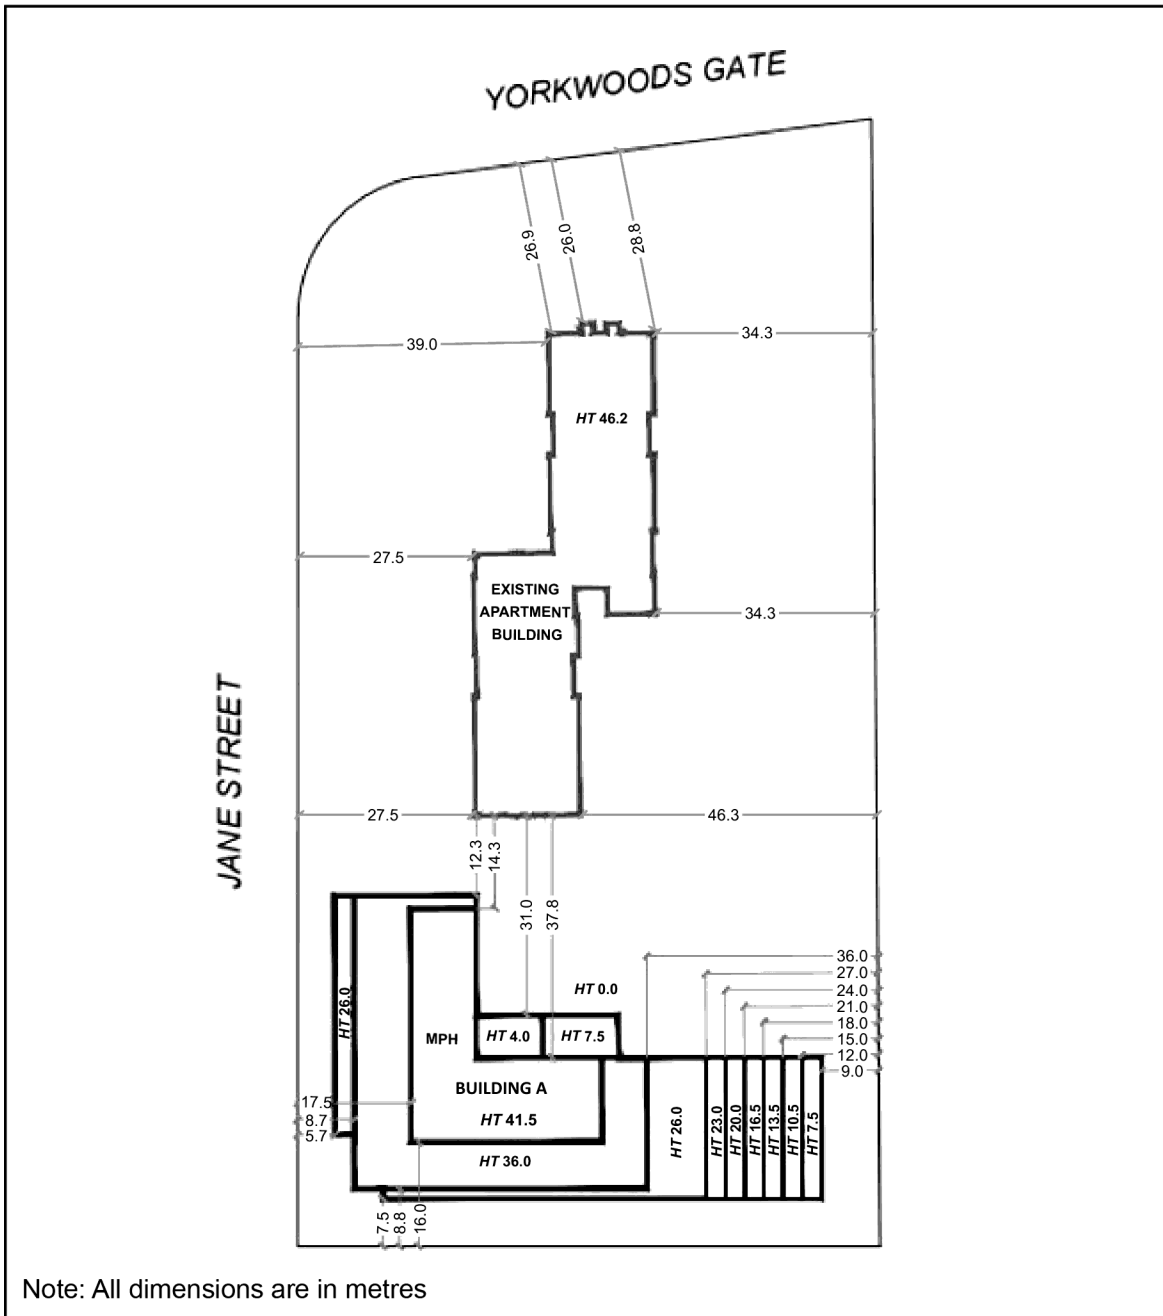 YORKWOODS GATE
26.9
26.0
28.8
39.0
34.3
HT 46.2
27.5
EXISTING
APARTMENT
BUILDING
34.3
JANE STREET
27.5
46.3
12.3
14.3
31.0
37.8
36.0
27.0
24.0
21.0
18.0
15.0
12.0
9.0
HT 0.0
HT 26.0
MPH
HT 4.0
HT 7.5
BUILDING A
HT 41.5
17.5
8.7
5.7
HT 36.0
HT 26.0
HT 23.0
HT 20.0
HT 16.5
HT 13.5
HT 10.5
HT 7.5
7.5
8.8
16.0
Note: All dimensions are in metres